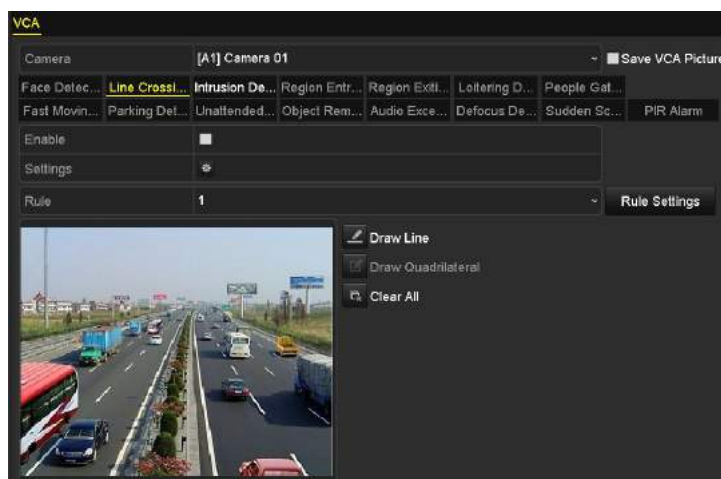 VCA
Camera [A1] Camera 01 Save VCA Picture
Face Detec... Line Crossi... Intrusion De... Region Entr... Region Exiti... Loitering D... People Gat...
Fast Movin... Parking Det... Unattended... Object Rem... Audio Exce... Defocus De... Sudden Sc... PIR Alarm
Enable
Settings
Rule 1 Rule Settings
Draw Line
Draw Quadrilateral
Clear All